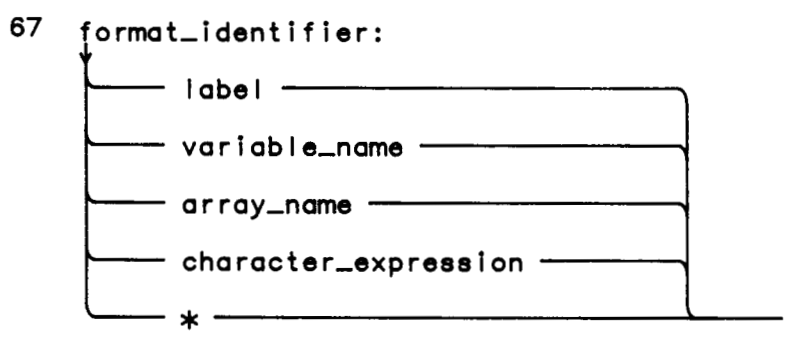 67 format_identifier:
label
variable_name
array_name
character_expression
*